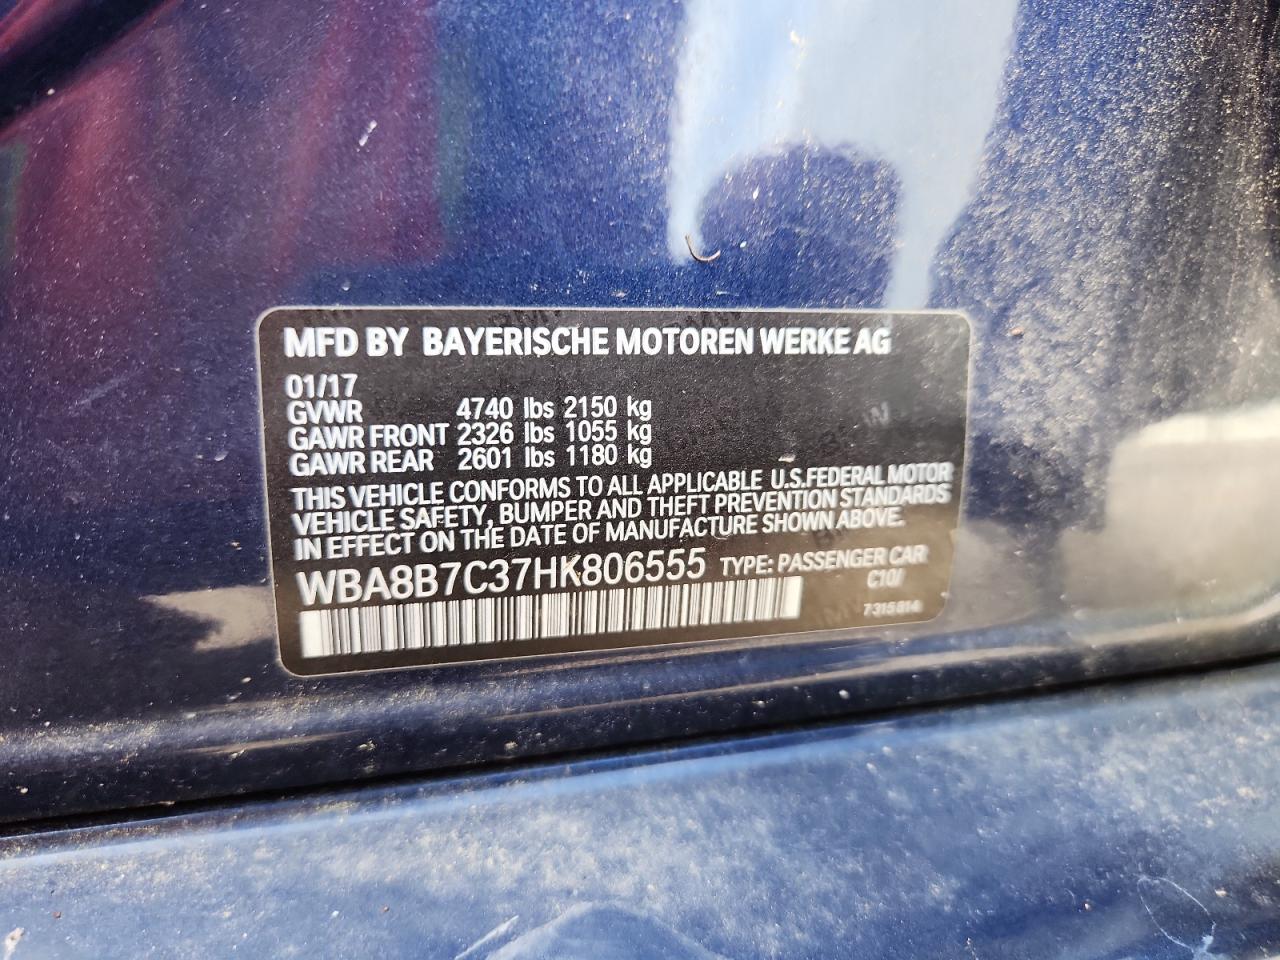 MFD BY BAYERISCHE MOTOREN WERKE AG
01/17
GVWR 4740 lbs 2150 kg
GAWR FRONT 2326 lbs 1055 kg
GAWR REAR 2601 lbs 1180 kg
THIS VEHICLE CONFORMS TO ALL APPLICABLE U.S.FEDERAL MOTOR
VEHICLE SAFETY, BUMPER AND THEFT PREVENTION STANDARDS
IN EFFECT ON THE DATE OF MANUFACTURE SHOWN ABOVE.
WBA8B7C37HK806555 TYPE: PASSENGER CAR
C10/
7315814